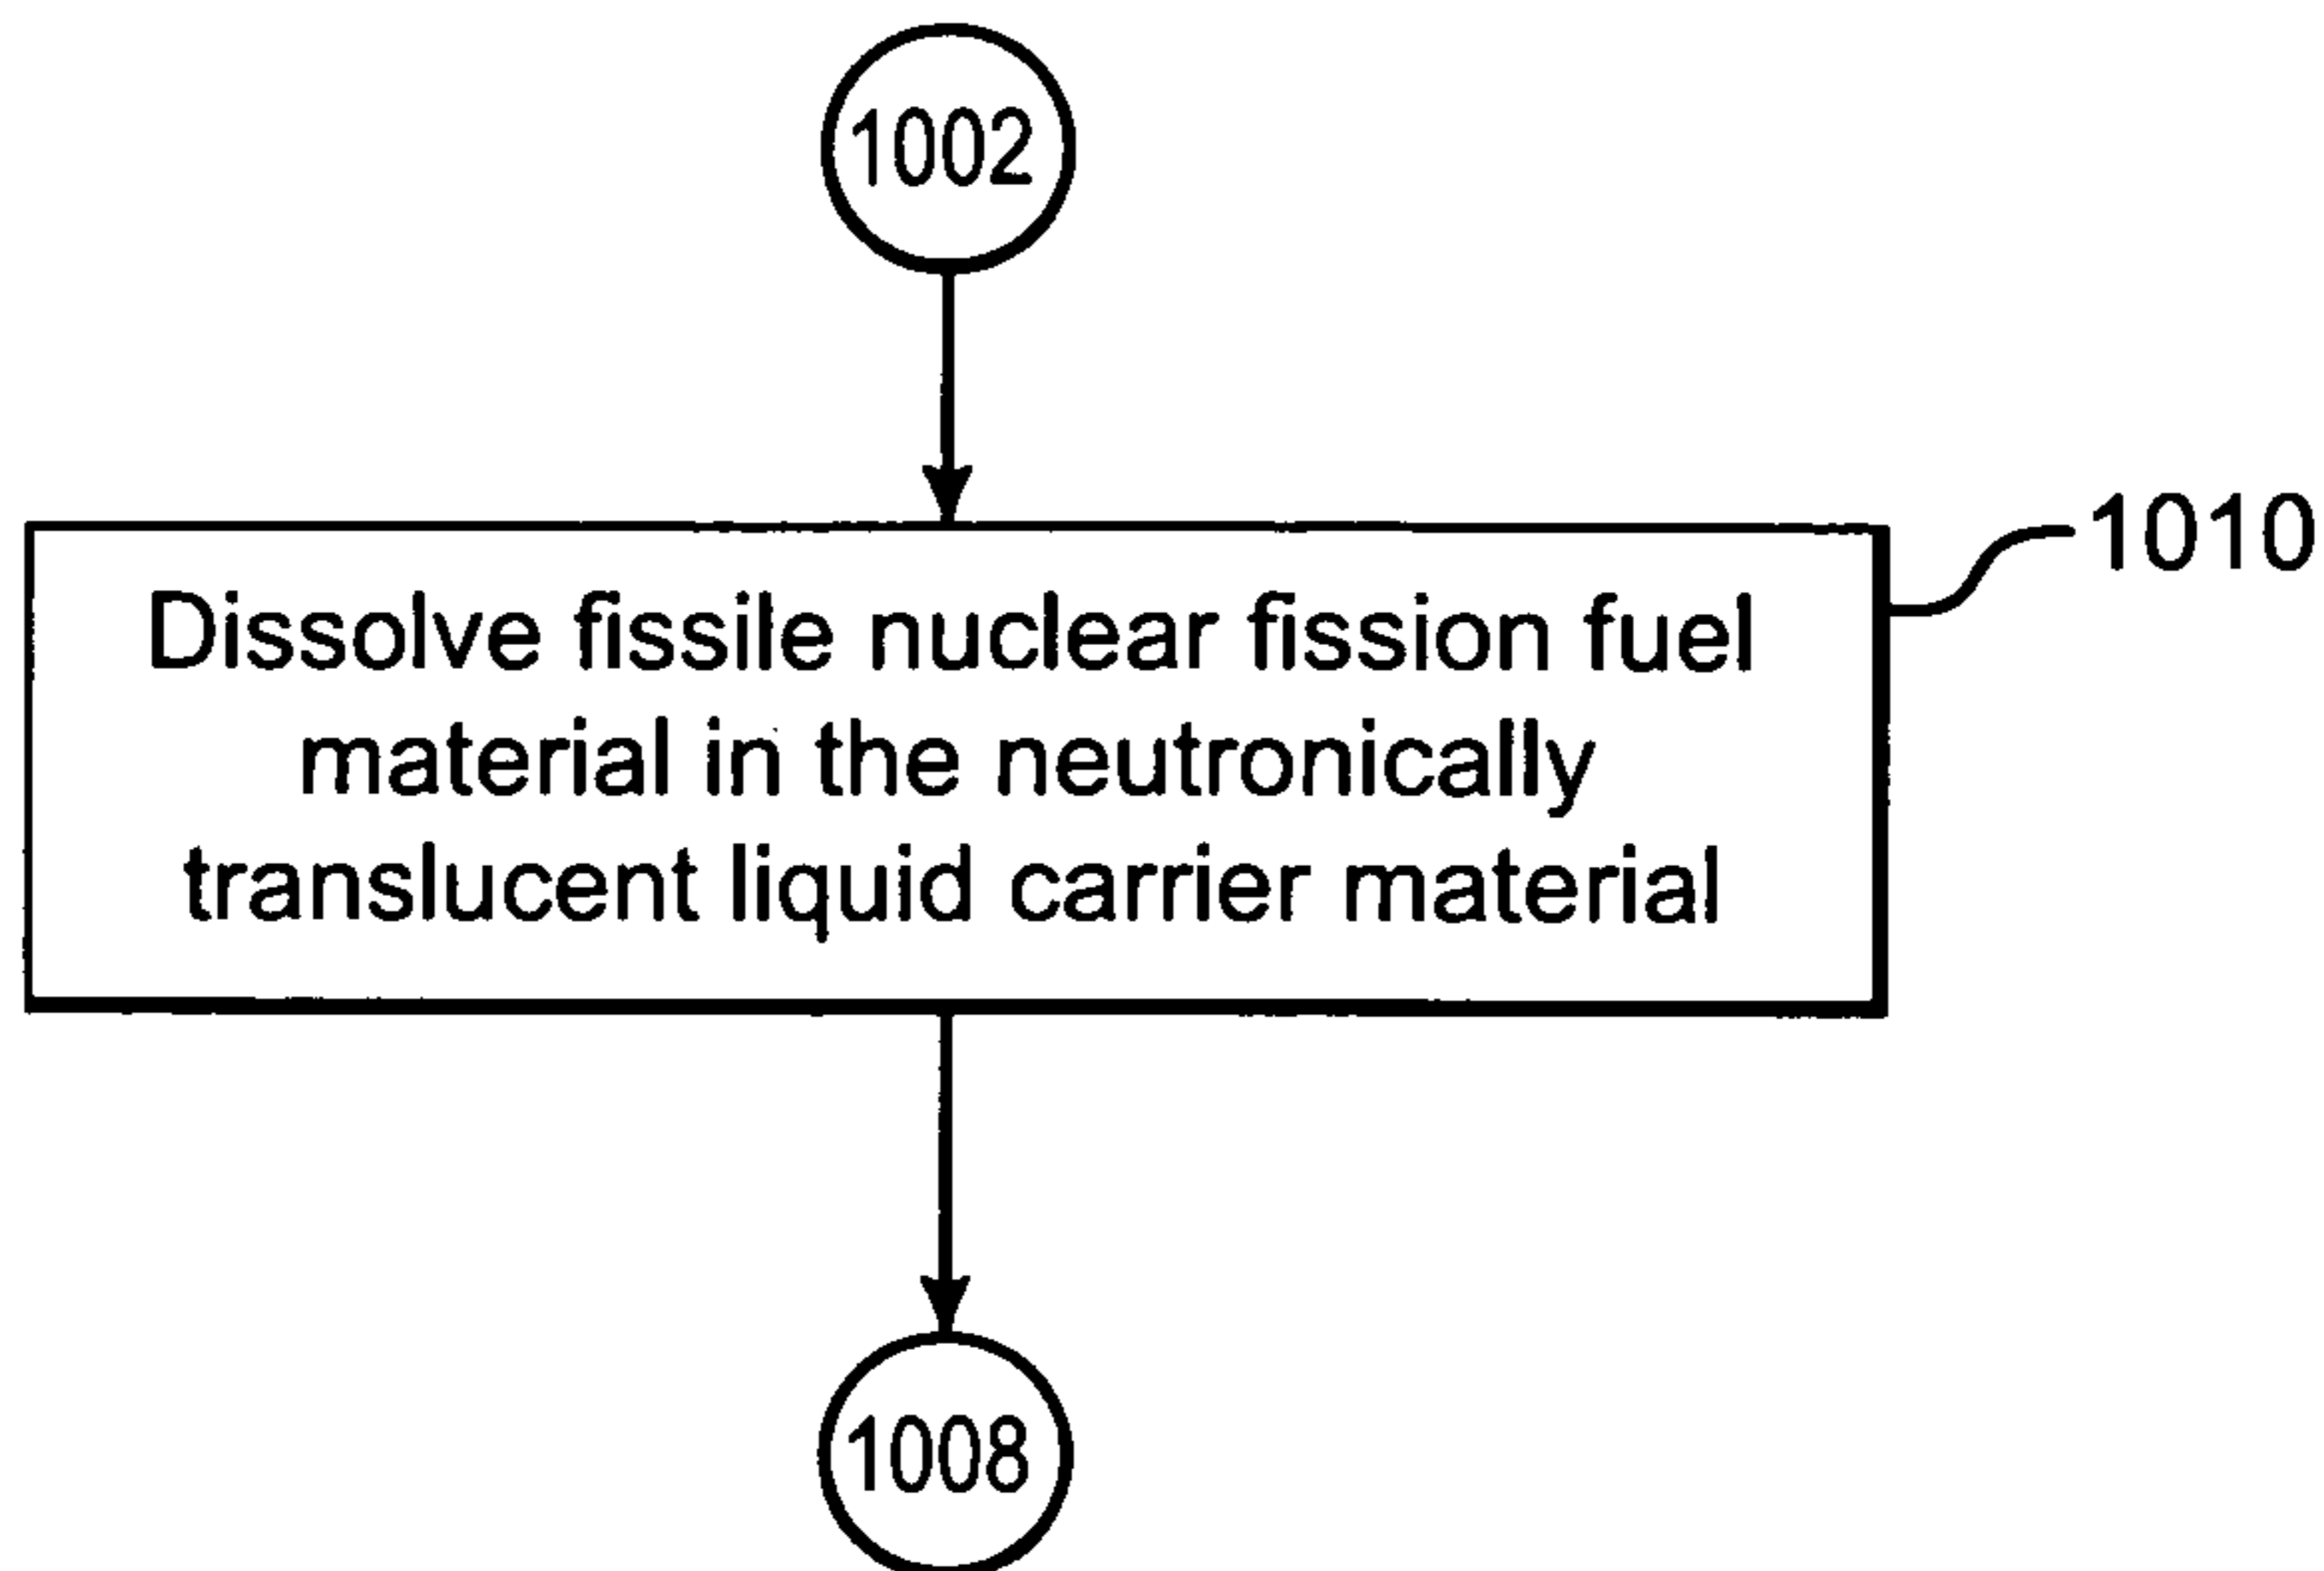 1002
1010
Dissolve fissile nuclear fission fuel
material in the neutronically
translucent liquid carrier material
1008